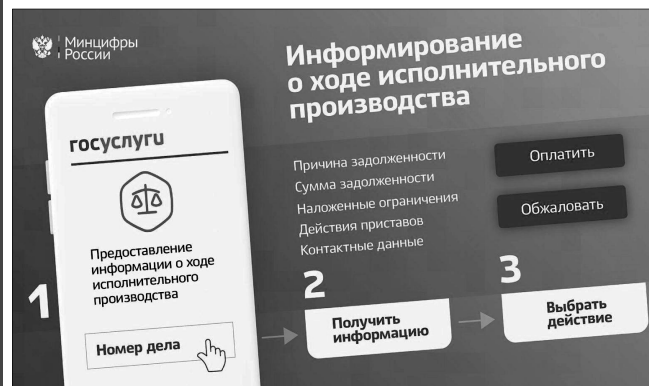 Минцифры
России
Информирование
о ходе исполнительного
производства
госуслуги
Предоставление
информации о ходе
исполнительного
производства
Номер дела
1
Причина задолженности
Сумма задолженности
Наложенные ограничения
Действия приставов
Контактные данные
Оплатить
Обжаловать
2
Получить
информацию
3
Выбрать
действие